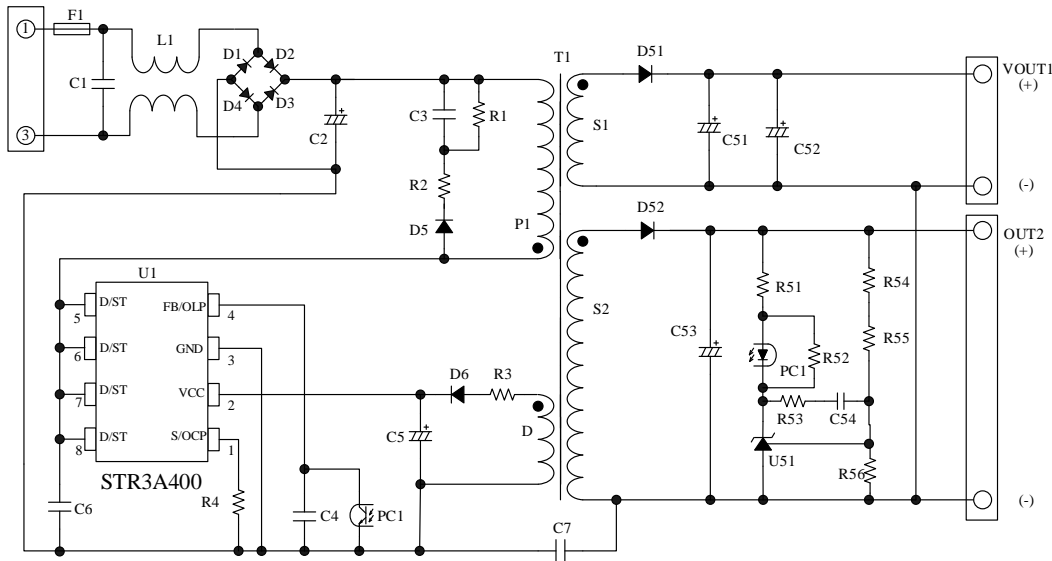 F1
1
L1
D1
D2
C1
D4
D3
3
C2
C3
R1
R2
D5
P1
T1
S1
D51
C51
C52
VOUT1
(+)
(-)
D52
OUT2
(+)
S2
C53
R51
PC1
R52
R53
C54
U51
R54
R55
R56
(-)
U1
D/ST
5
D/ST
6
D/ST
7
D/ST
8
FB/OLP
4
GND
3
VCC
2
S/OCP
1
STR3A400
C6
R4
C4
PC1
C5
D6
R3
D
C7